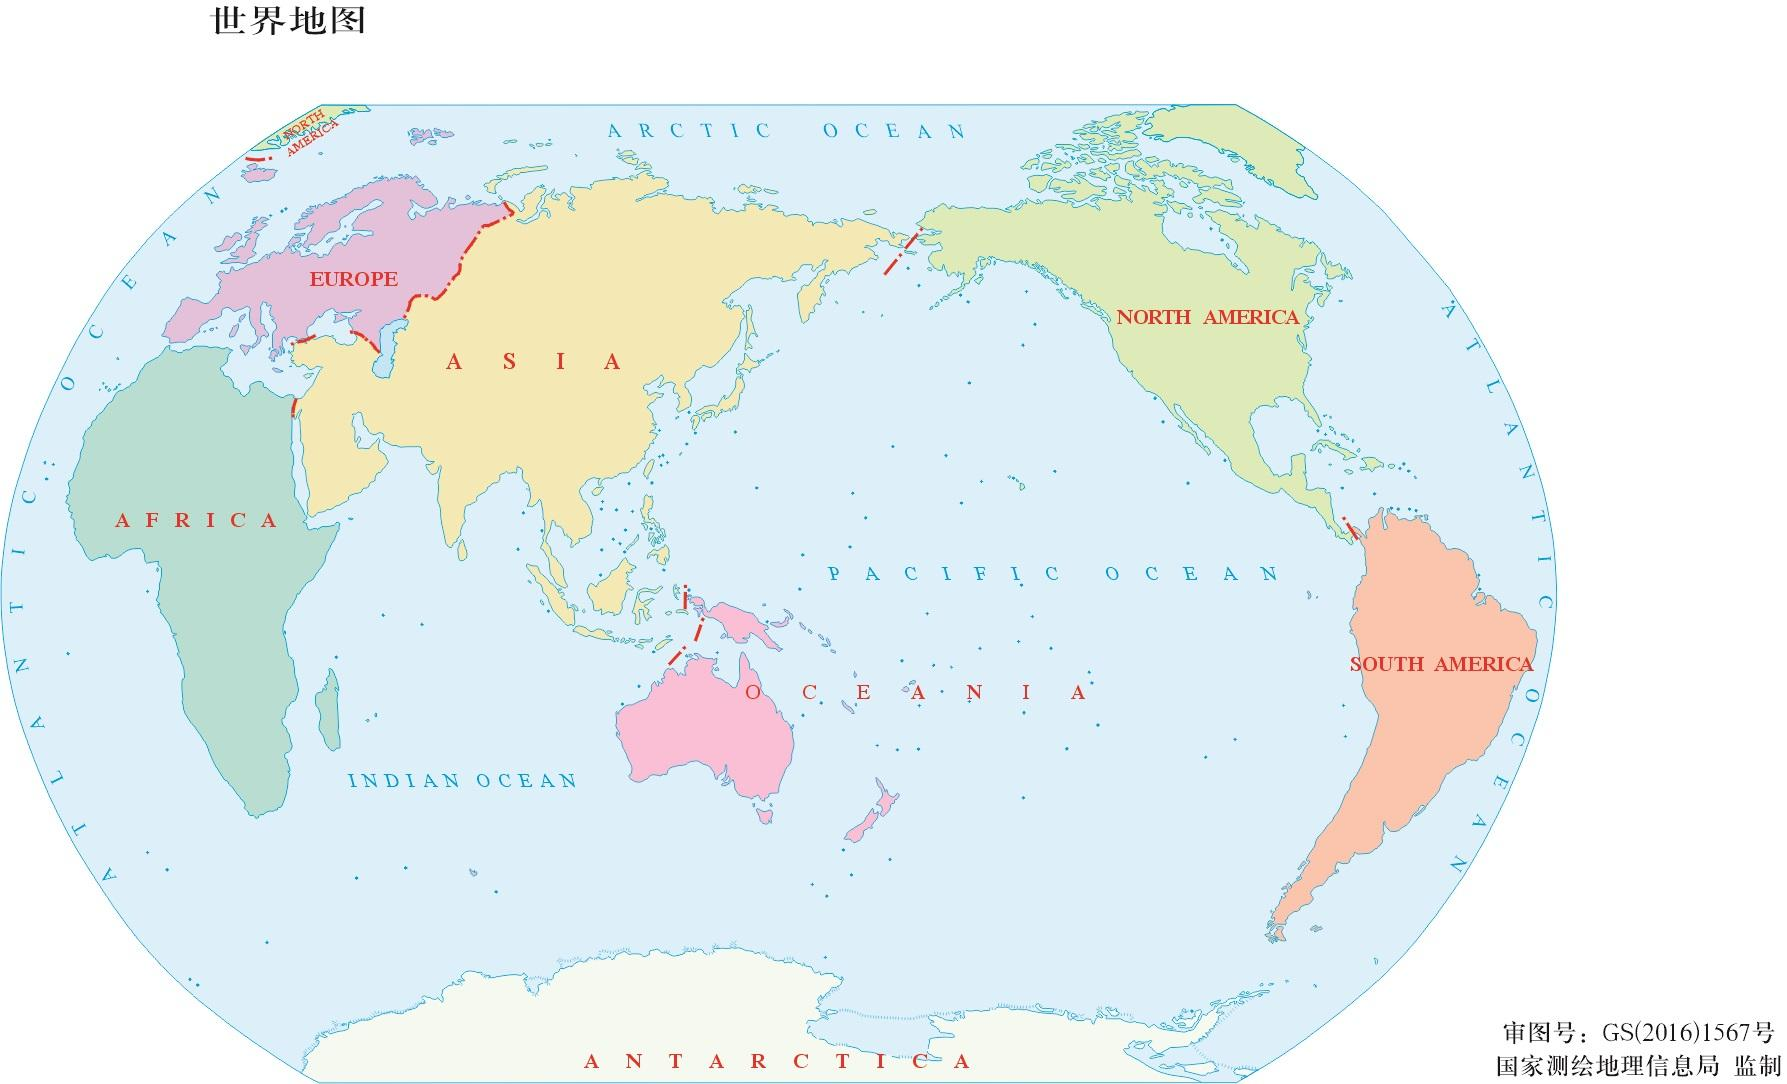 世界地图
NORTH
AMERICA
ARCTIC OCEAN
ATLANTIC OCEAN
EUROPE
ASIA
NORTH AMERICA
ATLANTIC OCEAN
AFRICA
PACIFIC OCEAN
SOUTH AMERICA
OCEANIA
INDIAN OCEAN
ANTARCTICA
审图号：GS(2016)1567号
国家测绘地理信息局 监制